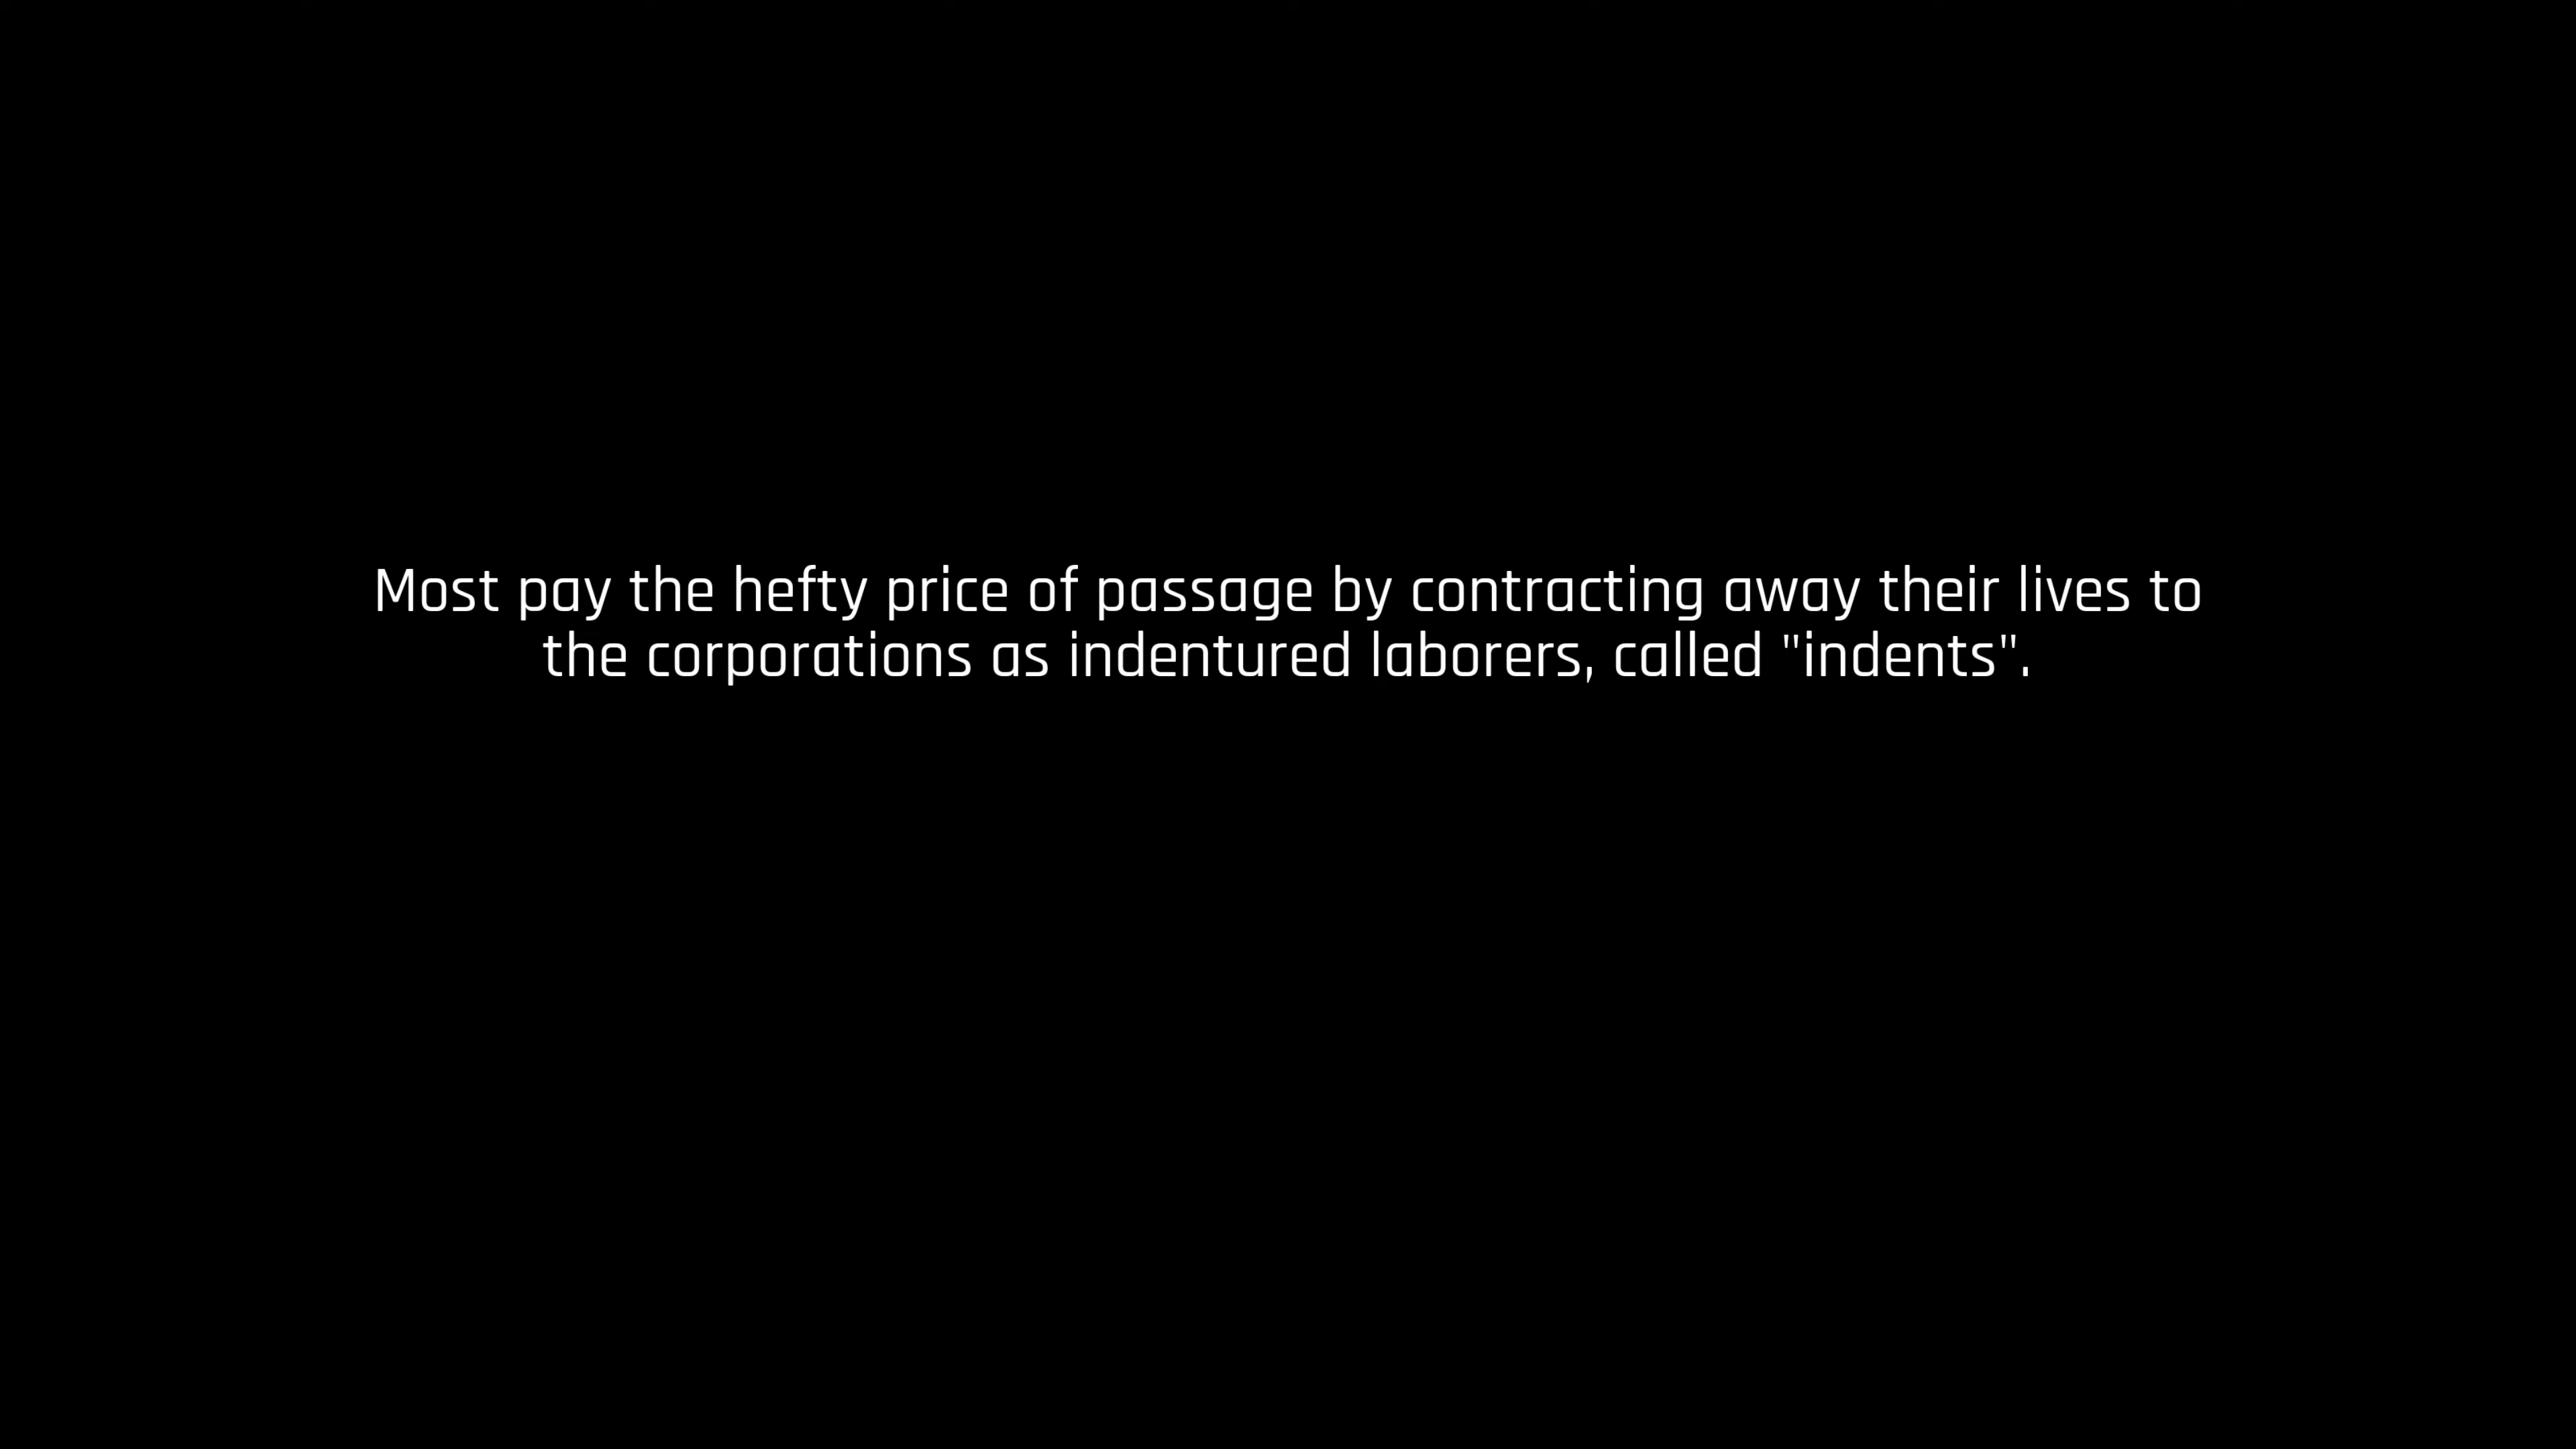 Most pay the hefty price of passage by contracting away their lives to
the corporations as indentured laborers, called "indents".